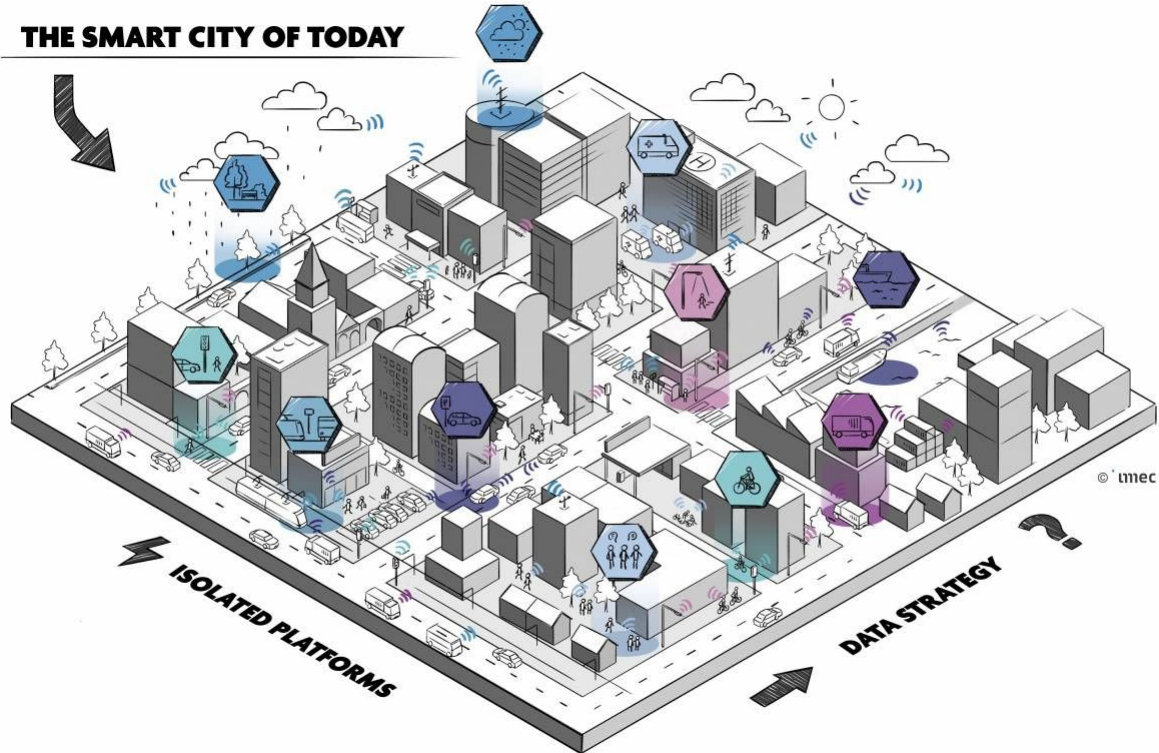 THE SMART CITY OF TODAY
H
© imec
ISOLATED PLATFORMS
DATA STRATEGY
?